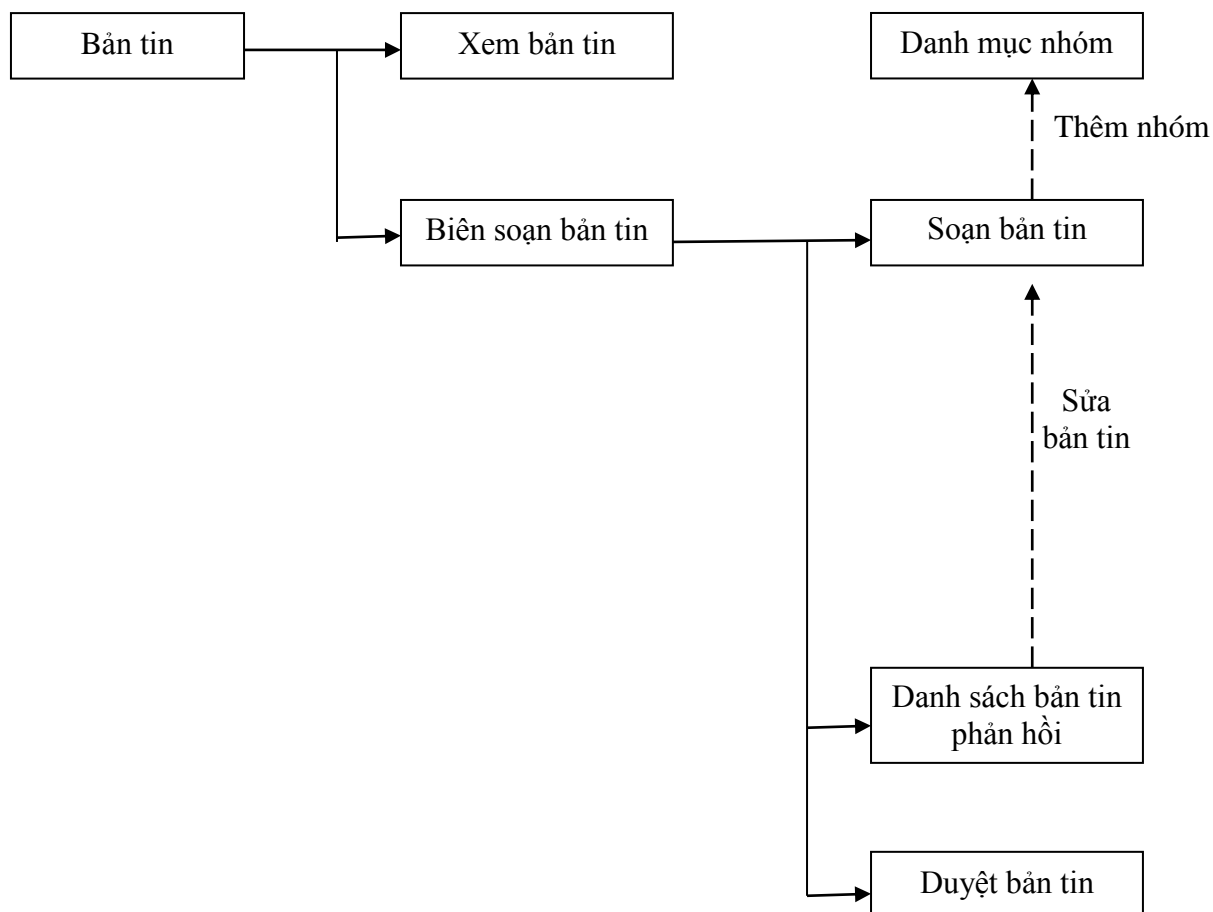 Bản tin
Xem bản tin
Danh mục nhóm
Thêm nhóm
Biên soạn bản tin
Soạn bản tin
Sửa
bản tin
Danh sách bản tin
phản hồi
Duyệt bản tin